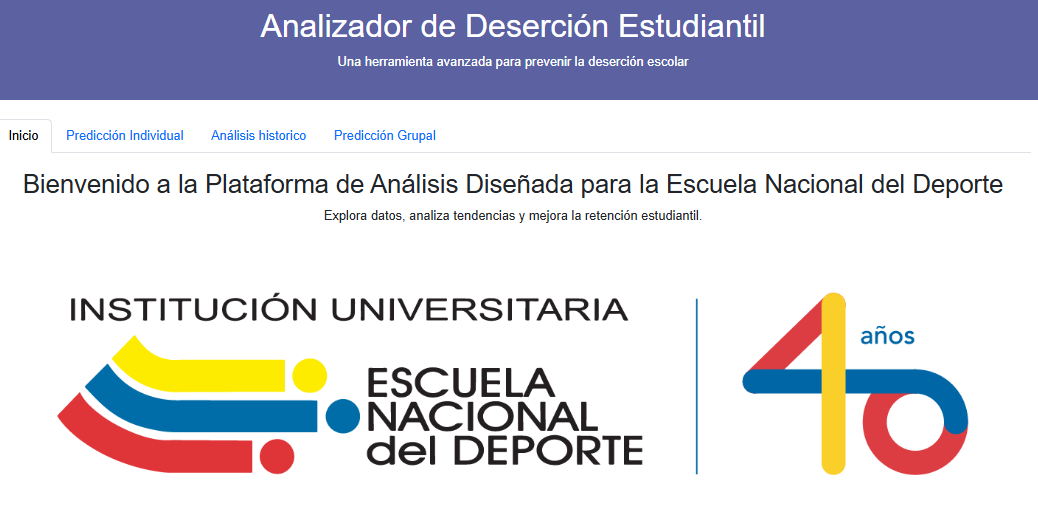 Analizador de Deserción Estudiantil
Una herramienta avanzada para prevenir la deserción escolar
Inicio Predicción Individual Análisis historico Predicción Grupal
Bienvenido a la Plataforma de Análisis Diseñada para la Escuela Nacional del Deporte
Explora datos, analiza tendencias y mejora la retención estudiantil.
INSTITUCIÓN UNIVERSITARIA
ESCUELA
NACIONAL
del DEPORTE
40
años